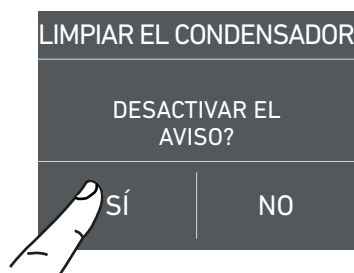 LIMPIAR EL CONDENSADOR
DESACTIVAR EL
AVISO?
SÍ NO